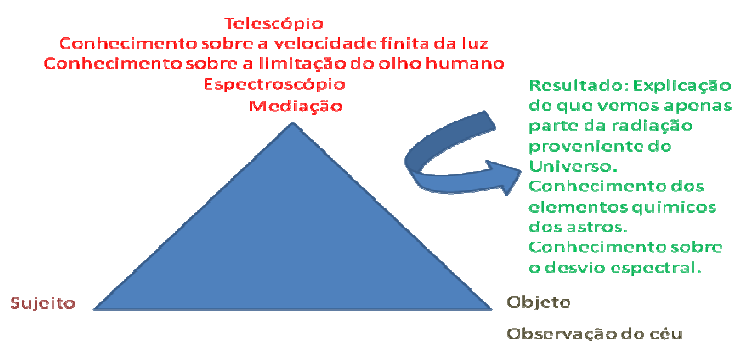 Telescópio
Conhecimento sobre a velocidade finita da luz
Conhecimento sobre a limitação do olho humano
Espectroscópio
Mediação
Resultado: Explicação
de que vemos apenas
parte da radiação
proveniente do
Universo.
Conhecimento dos
elementos químicos
dos astros.
Conhecimento sobre
o desvio espectral.
Sujeito
Objeto
Observação do céu